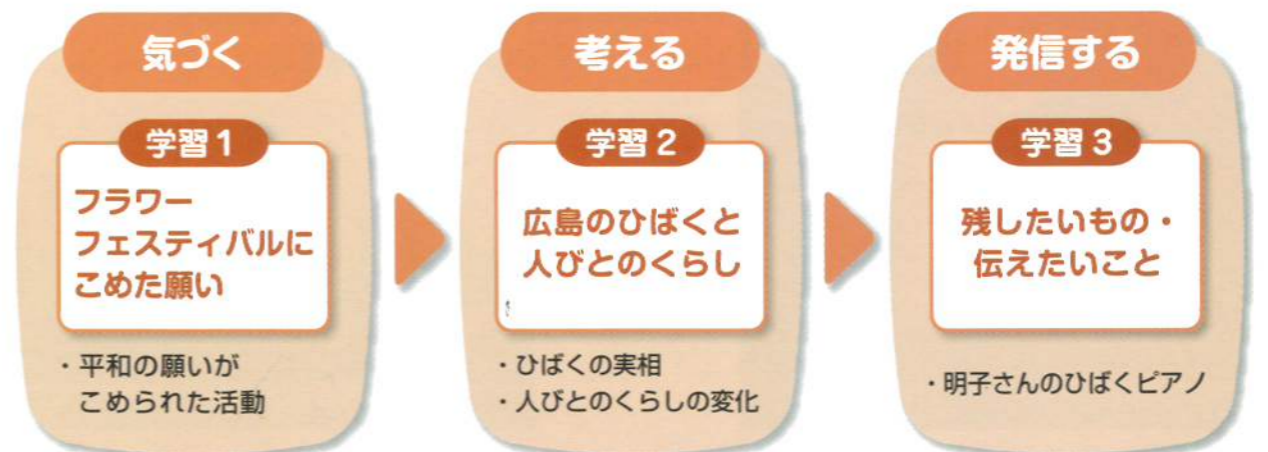 気づく
学習1
フラワー
フェスティバルに
こめた願い
・平和の願いが
こめられた活動
考える
学習2
広島のひばくと
人びとのくらし
・ひばくの実相
・人びとのくらしの変化
発信する
学習3
残したいもの・
伝えたいこと
・明子さんのひばくピアノ